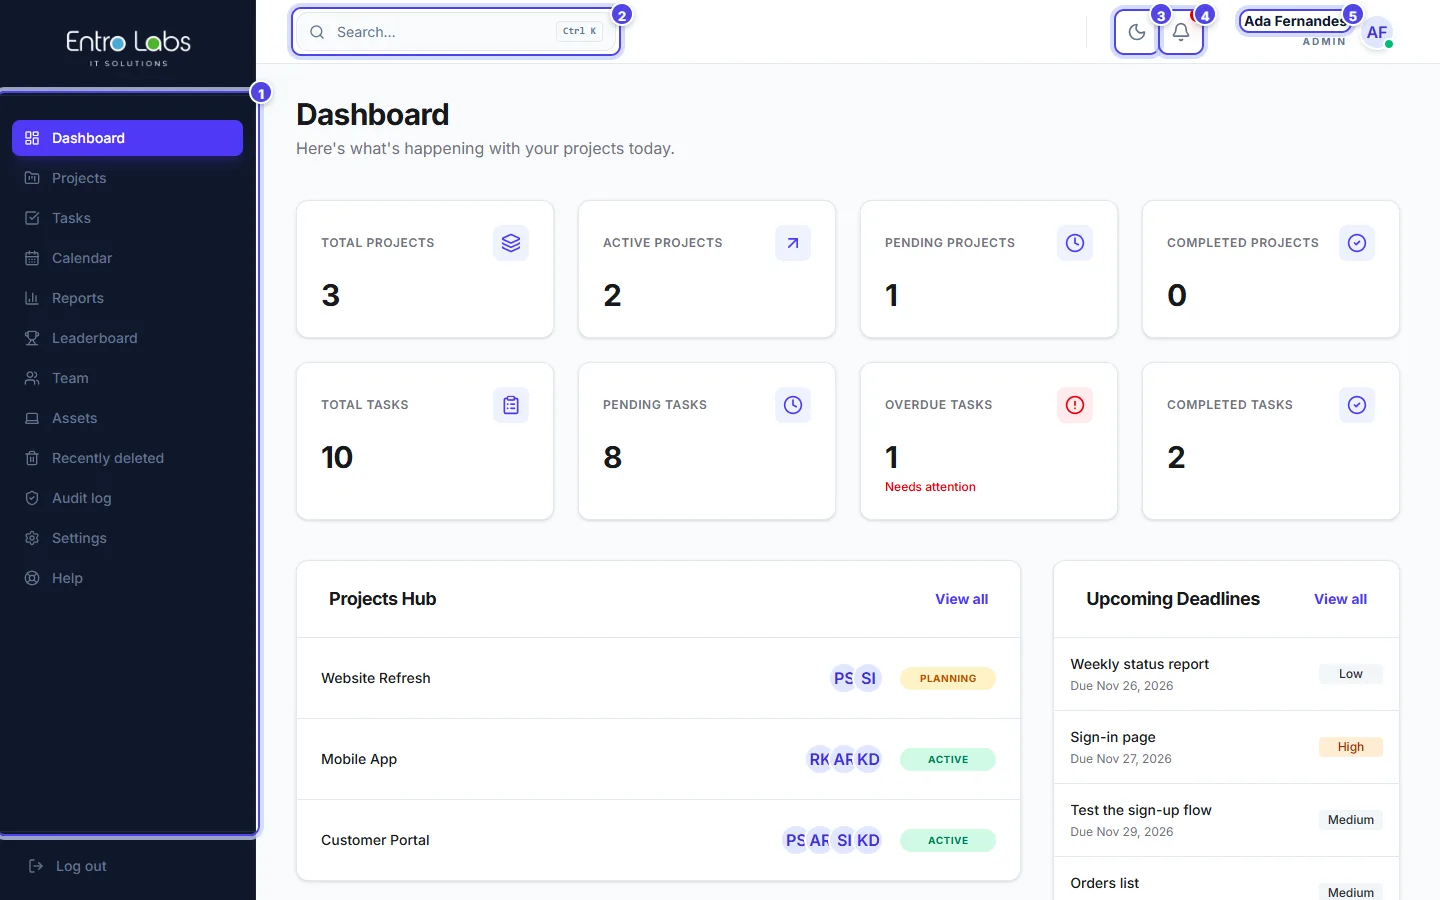 Entro Labs
IT SOLUTIONS
1
Dashboard
Projects
Tasks
Calendar
Reports
Leaderboard
Team
Assets
Recently deleted
Audit log
Settings
Help
Log out
Search...
Ctrl K
2
3
4
Ada Fernandes
5
ADMIN
AF
Dashboard
Here's what's happening with your projects today.
TOTAL PROJECTS
3
ACTIVE PROJECTS
2
PENDING PROJECTS
1
COMPLETED PROJECTS
0
TOTAL TASKS
10
PENDING TASKS
8
OVERDUE TASKS
1
Needs attention
COMPLETED TASKS
2
Projects Hub
View all
Website Refresh
PS SI
PLANNING
Mobile App
RK AR KD
ACTIVE
Customer Portal
PS AR SI KD
ACTIVE
Upcoming Deadlines
View all
Weekly status report
Due Nov 26, 2026
Low
Sign-in page
Due Nov 27, 2026
High
Test the sign-up flow
Due Nov 29, 2026
Medium
Orders list
Medium